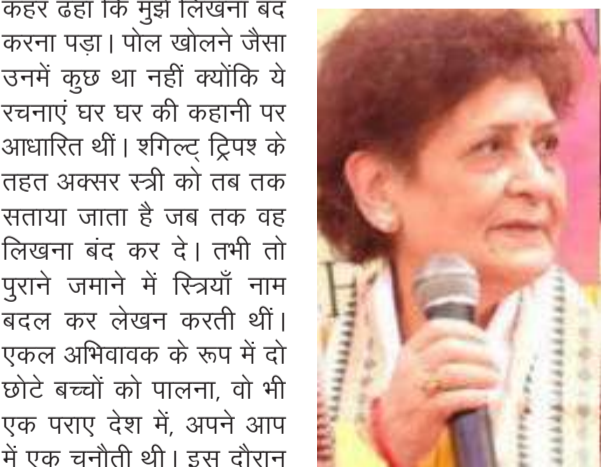 कहर ढहा कि मुझे लिखना बंद
करना पड़ा। पोल खोलने जैसा
उनमें कुछ था नहीं क्योंकि ये
रचनाएं घर घर की कहानी पर
आधारित थीं। श्गिल्ट् ट्रिपश् के
तहत अक्सर स्त्री को तब तक
सताया जाता है जब तक वह
लिखना बंद कर दे। तभी तो
पुराने जमाने में स्त्रियाँ नाम
बदल कर लेखन करती थीं।
एकल अभिवावक के रूप में दो
छोटे बच्चों को पालना, वो भी
एक पराए देश में, अपने आप
में एक चुनौती थी। इस दौरान